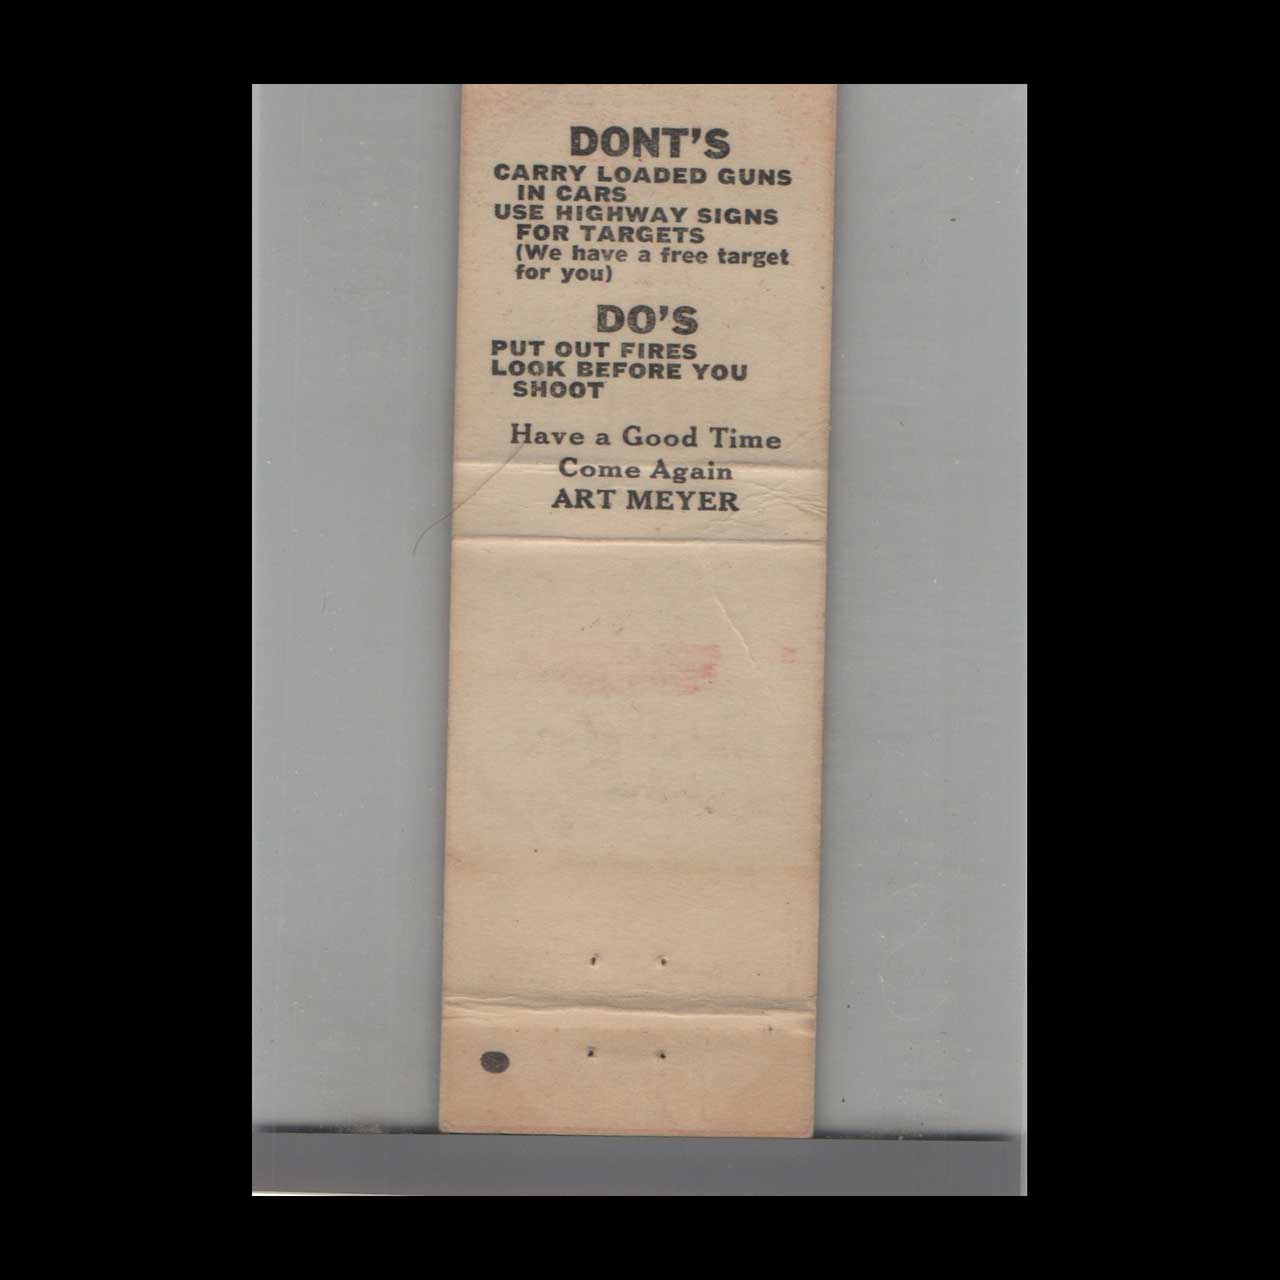 DONT'S
CARRY LOADED GUNS
IN CARS
USE HIGHWAY SIGNS
FOR TARGETS
(We have a free target
for you)
DO'S
PUT OUT FIRES
LOOK BEFORE YOU
SHOOT
Have a Good Time
Come Again
ART MEYER